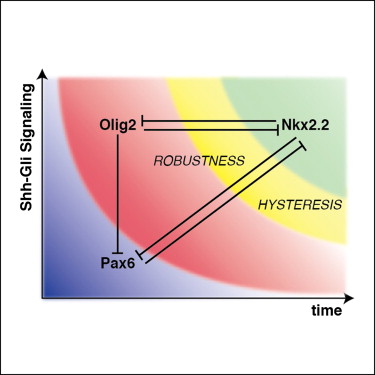 Shh-Gli Signaling
Olig2
Nkx2.2
ROBUSTNESS
HYSTERESIS
Pax6
time